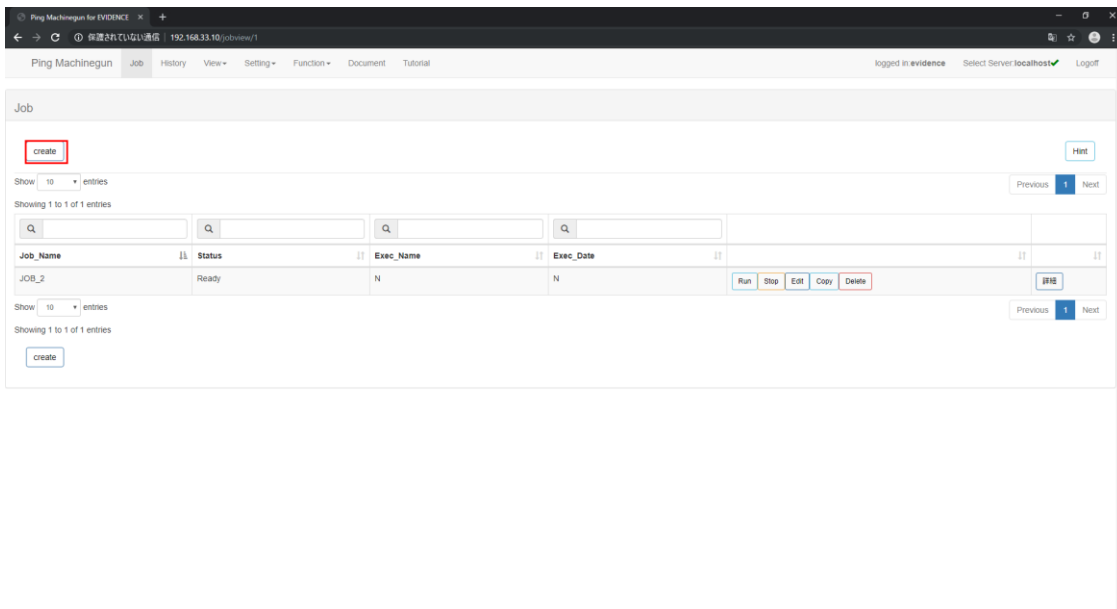 Ping Machinegun for EVIDENCE
保護されていない通信 | 192.168.33.10/jobview/1
Ping Machinegun Job History View Setting Function Document Tutorial logged in:evidence Select Server:localhost Logoff
Job
create Hint
Show 10 entries Previous 1 Next
Showing 1 to 1 of 1 entries
Job_Name Status Exec_Name Exec_Date
JOB_2 Ready N N Run Stop Edit Copy Delete 詳細
Show 10 entries Previous 1 Next
Showing 1 to 1 of 1 entries
create